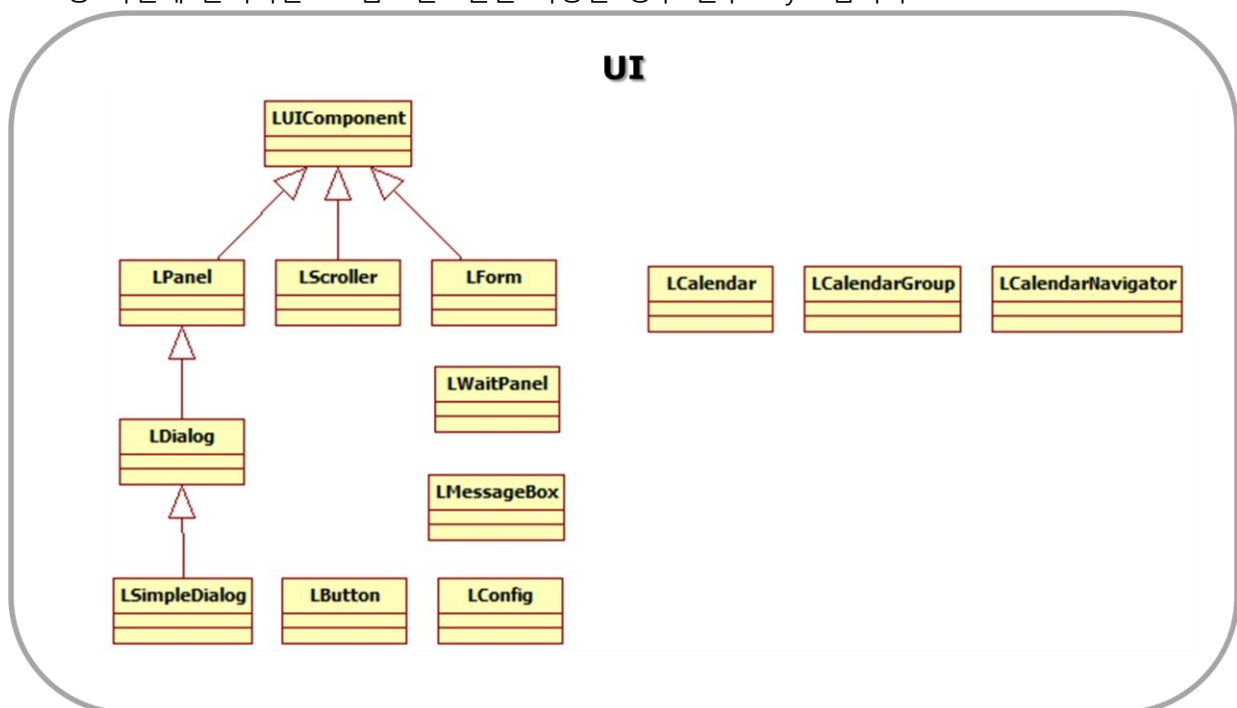 UI
LUIComponent
LPanel
LScroller
LForm
LCalendar
LCalendarGroup
LCalendarNavigator
LWaitPanel
LDialog
LMessageBox
LSimpleDialog
LButton
LConfig